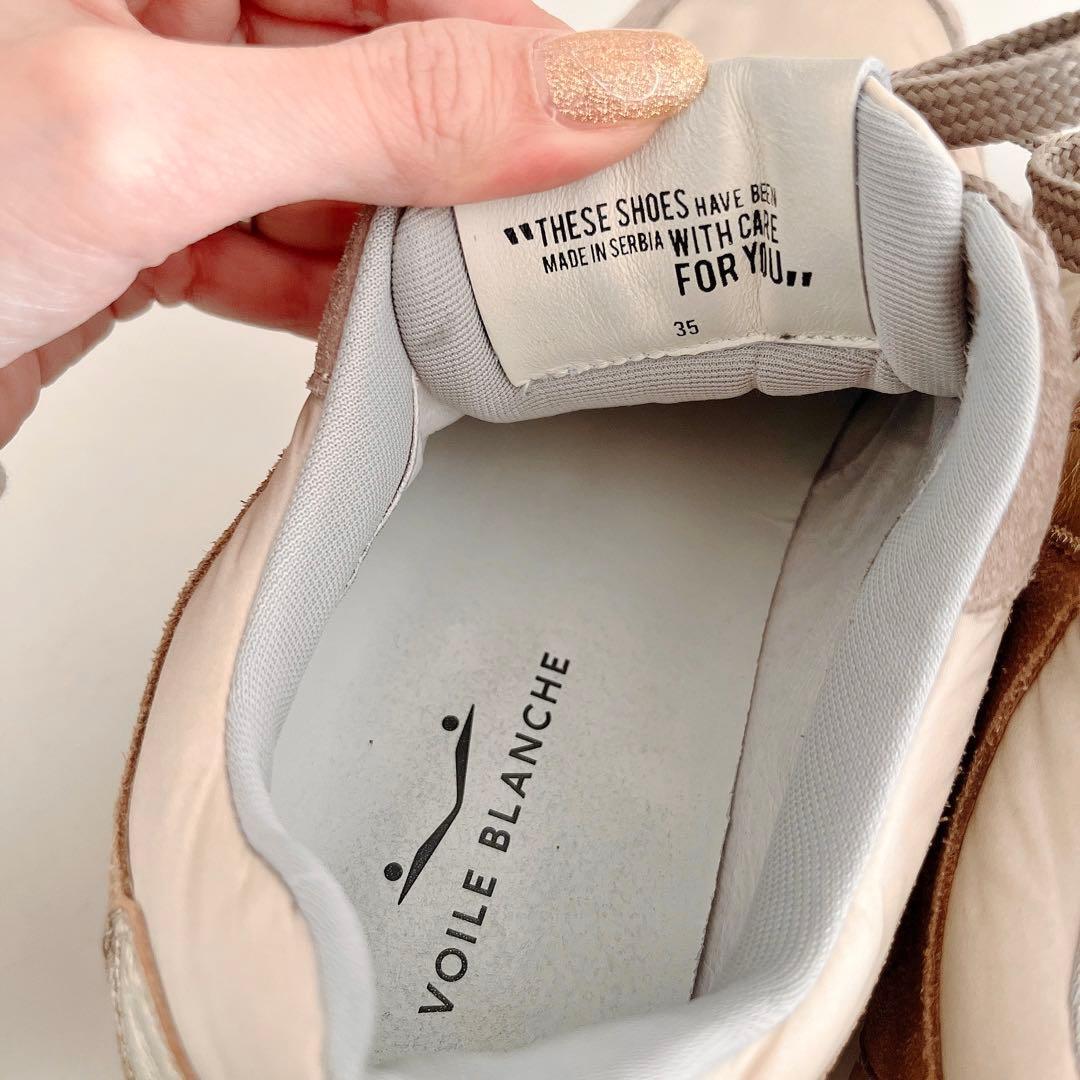 "THESE SHOES HAVE BEEN
MADE IN SERBIA WITH CARE
FOR YOU"
35
VOILE BLANCHE